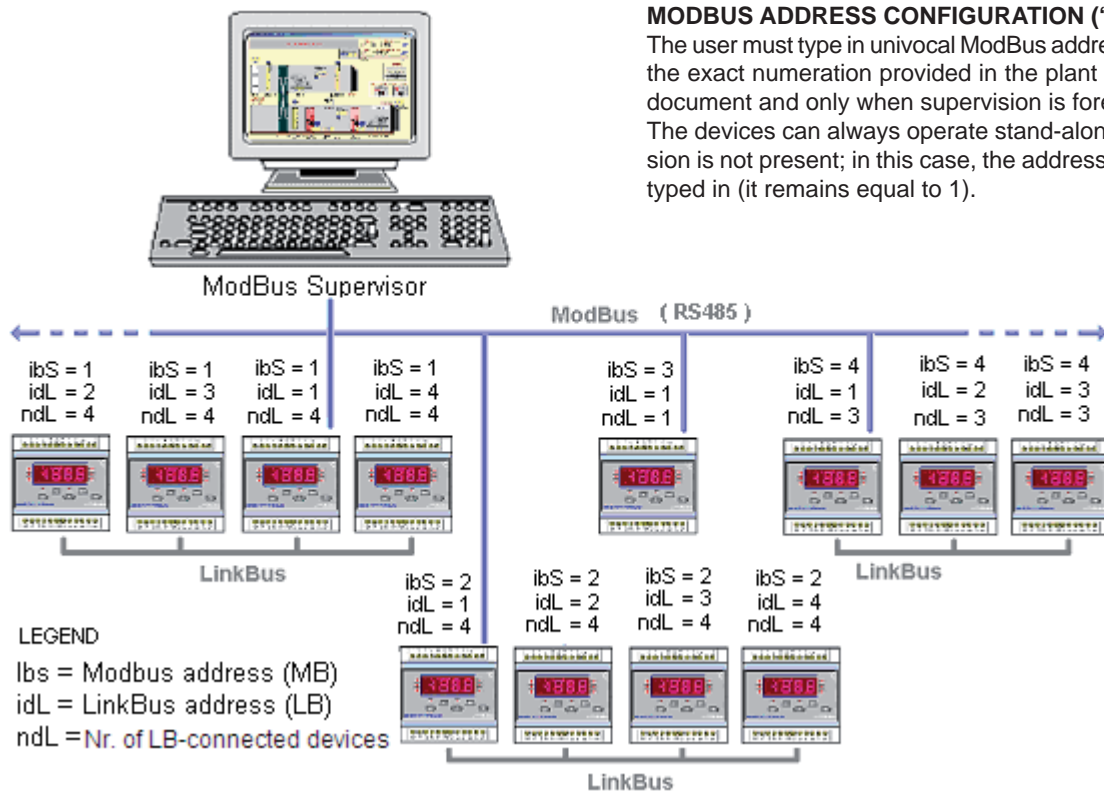 MODBUS ADDRESS CONFIGURATION ("
The user must type in univocal ModBus addre
the exact numeration provided in the plant
document and only when supervision is fore
The devices can always operate stand-alon
sion is not present; in this case, the address
typed in (it remains equal to 1).
ModBus Supervisor
ModBus ( RS485 )
ibS = 1
idL = 2
ndL = 4
ibS = 1
idL = 3
ndL = 4
ibS = 1
idL = 1
ndL = 4
ibS = 1
idL = 4
ndL = 4
ibS = 3
idL = 1
ndL = 1
ibS = 4
idL = 1
ndL = 3
ibS = 4
idL = 2
ndL = 3
ibS = 4
idL = 3
ndL = 3
LinkBus
LinkBus
ibS = 2
idL = 1
ndL = 4
ibS = 2
idL = 2
ndL = 4
ibS = 2
idL = 3
ndL = 4
ibS = 2
idL = 4
ndL = 4
LEGEND
Ibs = Modbus address (MB)
idL = LinkBus address (LB)
ndL = Nr. of LB-connected devices
LinkBus